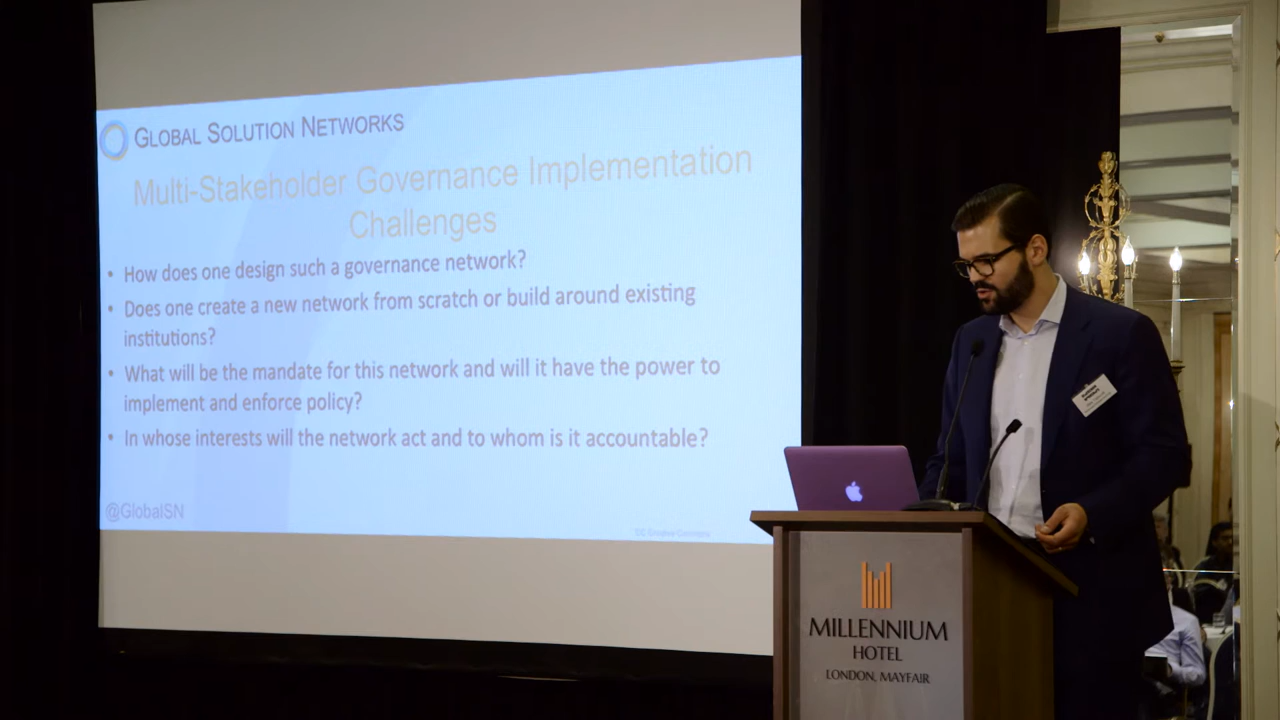 GLOBAL SOLUTION NETWORKS
Multi-Stakeholder Governance Implementation
Challenges
• How does one design such a governance network?
• Does one create a new network from scratch or build around existing
institutions?
• What will be the mandate for this network and will it have the power to
implement and enforce policy?
• In whose interests will the network act and to whom is it accountable?
@GlobalSN
MILLENNIUM
HOTEL
LONDON, MAYFAIR